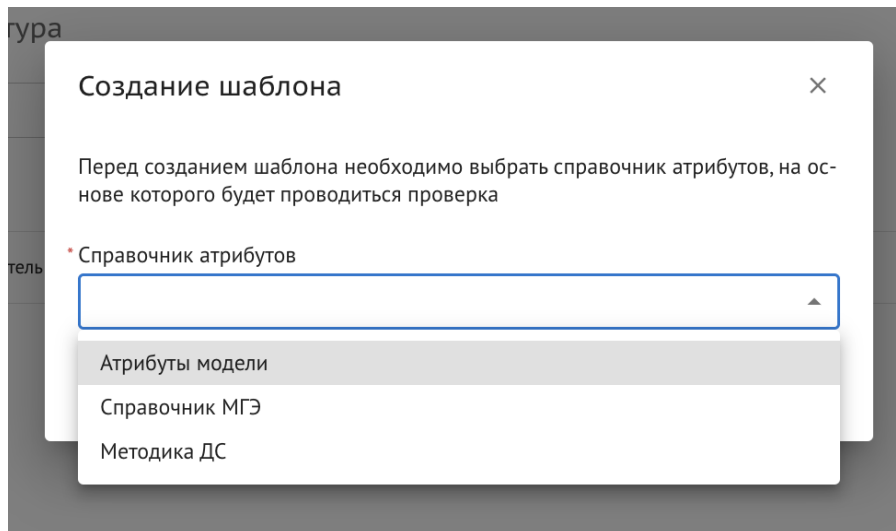 тура
Создание шаблона
Перед созданием шаблона необходимо выбрать справочник атрибутов, на ос-
нове которого будет проводиться проверка
* Справочник атрибутов
тель
Атрибуты модели
Справочник МГЭ
Методика ДС